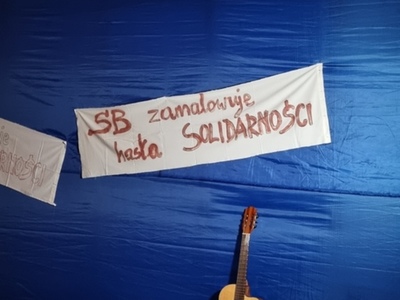 SB zamalowuje
hasła SOLIDARNOŚCI